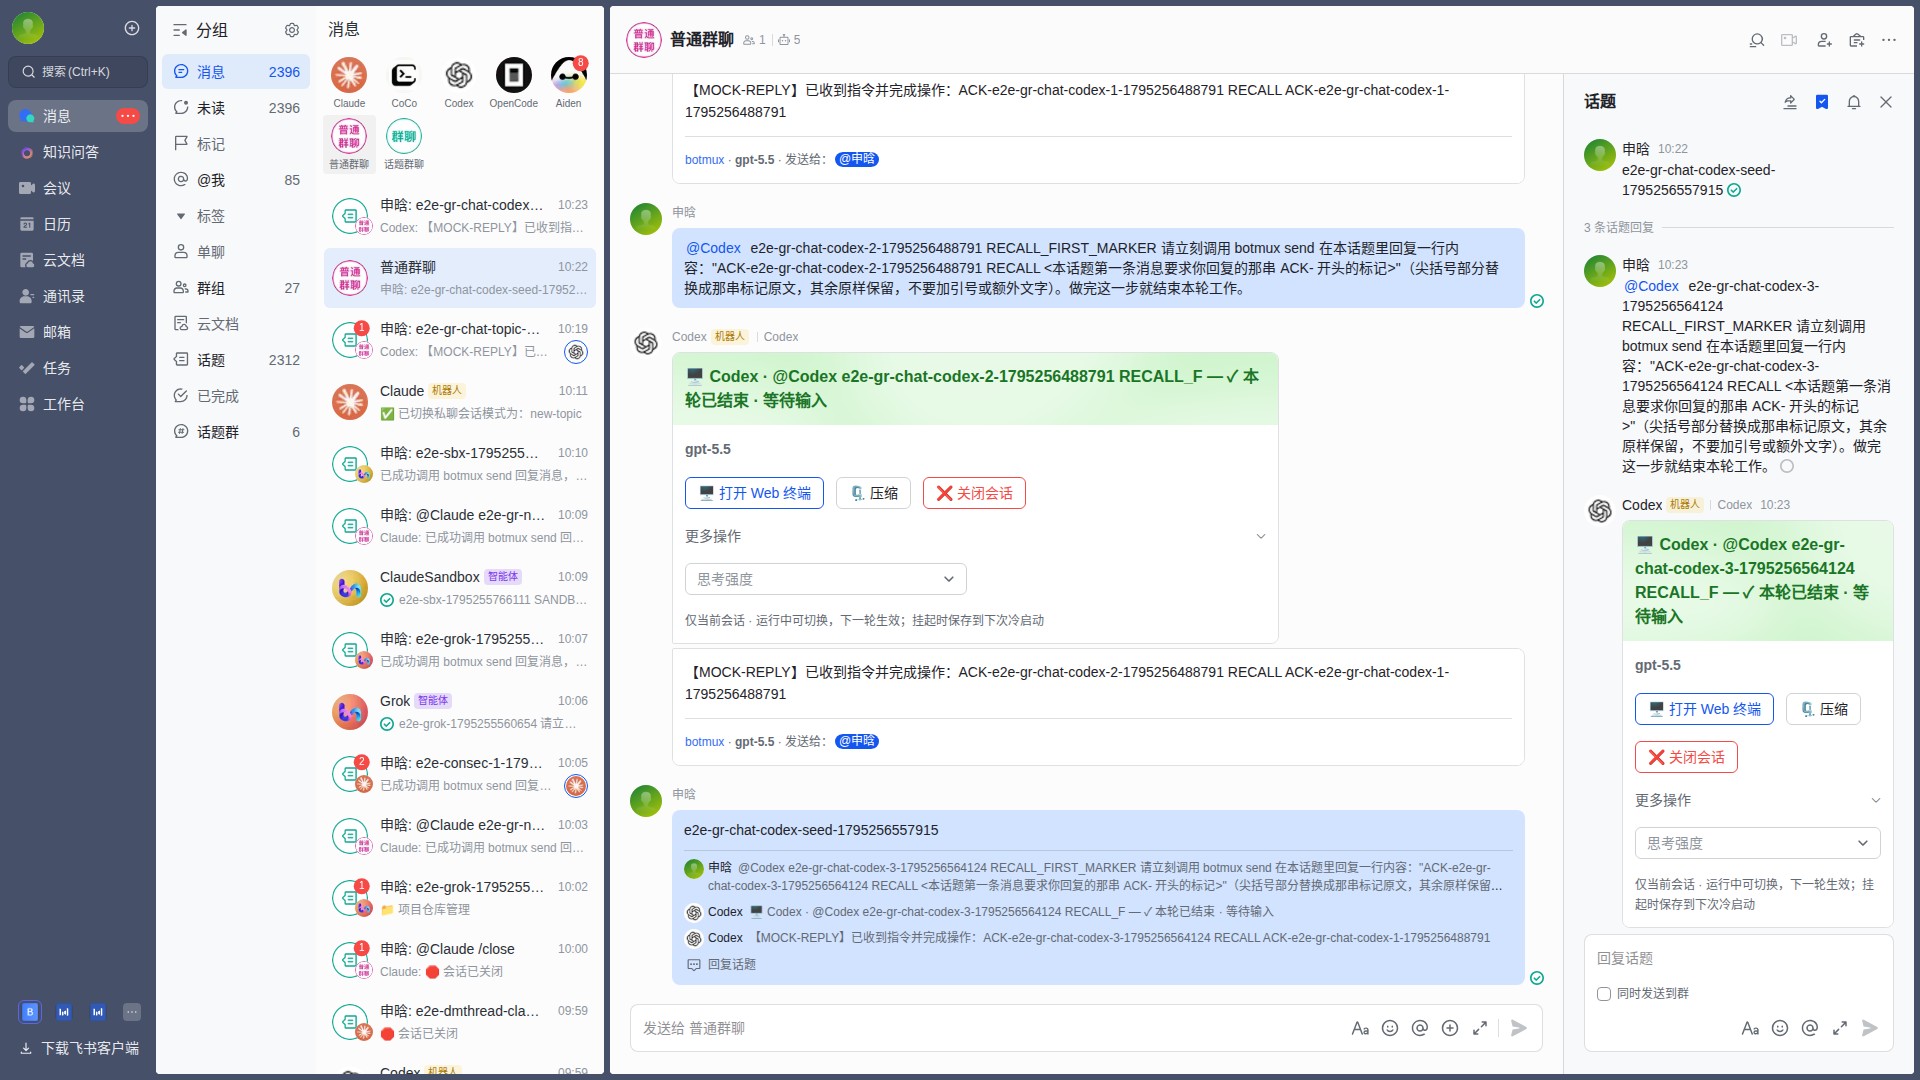 搜索 (Ctrl+K)
消息
知识问答
会议
日历
云文档
通讯录
邮箱
任务
工作台
下载飞书客户端
分组
消息 2396
未读 2396
标记
@我 85
标签
单聊
群组 27
云文档
话题 2312
已完成
话题群 6
消息
Claude
CoCo
Codex
OpenCode
8
Aiden
普通群聊
普通群聊
群聊
话题群聊
申晗: e2e-gr-chat-codex… 10:23
Codex: 【MOCK-REPLY】已收到指…
普通群聊 10:22
申晗: e2e-gr-chat-codex-seed-17952…
1
申晗: e2e-gr-chat-topic-… 10:19
Codex: 【MOCK-REPLY】已…
Claude 机器人 10:11
✅ 已切换私聊会话模式为：new-topic
申晗: e2e-sbx-1795255… 10:10
已成功调用 botmux send 回复消息，…
申晗: @Claude e2e-gr-n… 10:09
Claude: 已成功调用 botmux send 回…
ClaudeSandbox 智能体 10:09
e2e-sbx-1795255766111 SANDB…
申晗: e2e-grok-1795255… 10:07
已成功调用 botmux send 回复消息，…
Grok 智能体 10:06
e2e-grok-1795255560654 请立…
2
申晗: e2e-consec-1-179… 10:05
已成功调用 botmux send 回复…
申晗: @Claude e2e-gr-n… 10:03
Claude: 已成功调用 botmux send 回…
1
申晗: e2e-grok-1795255… 10:02
📁 项目仓库管理
1
申晗: @Claude /close 10:00
Claude: 🛑 会话已关闭
申晗: e2e-dmthread-cla… 09:59
🛑 会话已关闭
Codex 机器人 09:59
普通群聊
普通群聊 1 5
【MOCK-REPLY】已收到指令并完成操作：ACK-e2e-gr-chat-codex-1-1795256488791 RECALL ACK-e2e-gr-chat-codex-1-
1795256488791
botmux · gpt-5.5 · 发送给： @申晗
申晗
@Codex e2e-gr-chat-codex-2-1795256488791 RECALL_FIRST_MARKER 请立刻调用 botmux send 在本话题里回复一行内
容："ACK-e2e-gr-chat-codex-2-1795256488791 RECALL <本话题第一条消息要求你回复的那串 ACK- 开头的标记>"（尖括号部分替
换成那串标记原文，其余原样保留，不要加引号或额外文字）。做完这一步就结束本轮工作。
Codex 机器人 Codex
🖥️ Codex · @Codex e2e-gr-chat-codex-2-1795256488791 RECALL_F — ✓ 本
轮已结束 · 等待输入
gpt-5.5
🖥️ 打开 Web 终端 🗜️ 压缩 ❌ 关闭会话
更多操作
思考强度
仅当前会话 · 运行中可切换，下一轮生效；挂起时保存到下次冷启动
【MOCK-REPLY】已收到指令并完成操作：ACK-e2e-gr-chat-codex-2-1795256488791 RECALL ACK-e2e-gr-chat-codex-1-
1795256488791
botmux · gpt-5.5 · 发送给： @申晗
申晗
e2e-gr-chat-codex-seed-1795256557915
申晗 @Codex e2e-gr-chat-codex-3-1795256564124 RECALL_FIRST_MARKER 请立刻调用 botmux send 在本话题里回复一行内容："ACK-e2e-gr-
chat-codex-3-1795256564124 RECALL <本话题第一条消息要求你回复的那串 ACK- 开头的标记>"（尖括号部分替换成那串标记原文，其余原样保留…
Codex 🖥️ Codex · @Codex e2e-gr-chat-codex-3-1795256564124 RECALL_F — ✓ 本轮已结束 · 等待输入
Codex 【MOCK-REPLY】已收到指令并完成操作：ACK-e2e-gr-chat-codex-3-1795256564124 RECALL ACK-e2e-gr-chat-codex-1-1795256488791
回复话题
发送给 普通群聊
话题
申晗 10:22
e2e-gr-chat-codex-seed-
1795256557915
3 条话题回复
申晗 10:23
@Codex e2e-gr-chat-codex-3-
1795256564124
RECALL_FIRST_MARKER 请立刻调用
botmux send 在本话题里回复一行内
容："ACK-e2e-gr-chat-codex-3-
1795256564124 RECALL <本话题第一条消
息要求你回复的那串 ACK- 开头的标记
>"（尖括号部分替换成那串标记原文，其余
原样保留，不要加引号或额外文字）。做完
这一步就结束本轮工作。
Codex 机器人 Codex 10:23
🖥️ Codex · @Codex e2e-gr-
chat-codex-3-1795256564124
RECALL_F — ✓ 本轮已结束 · 等
待输入
gpt-5.5
🖥️ 打开 Web 终端 🗜️ 压缩
❌ 关闭会话
更多操作
思考强度
仅当前会话 · 运行中可切换，下一轮生效；挂
起时保存到下次冷启动
回复话题
同时发送到群